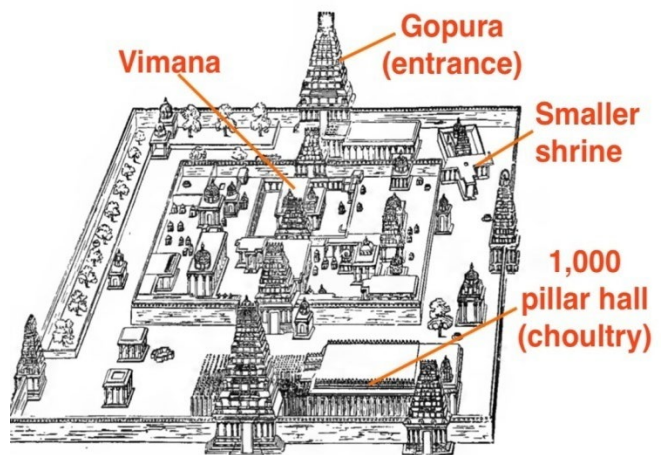 Gopura
(entrance)
Vimana
Smaller
shrine
1,000
pillar hall
(choultry)